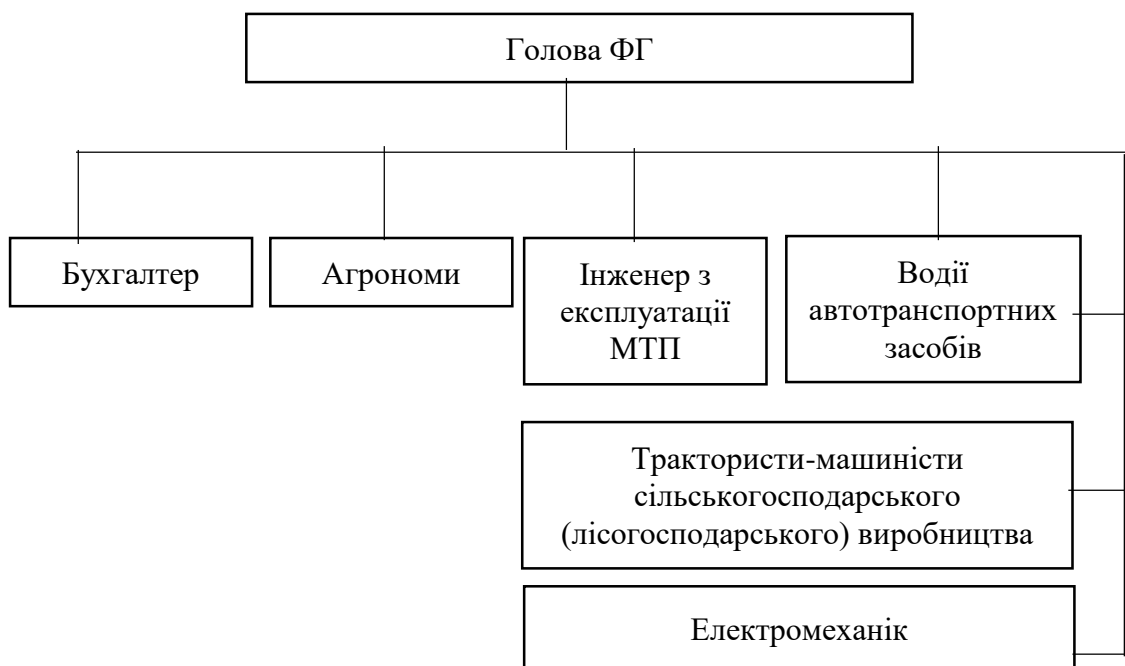 Голова ФГ
Бухгалтер
Агрономи
Інженер з
експлуатації
МТП
Водії
автотранспортних
засобів
Трактористи-машиністи
сільськогосподарського
(лісогосподарського) виробництва
Електромеханік